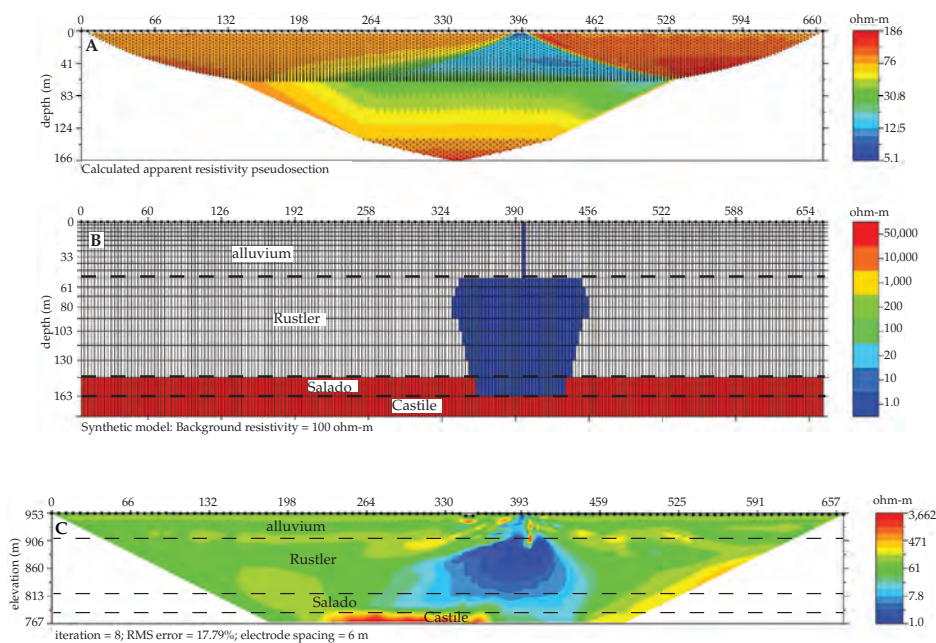 0 66 132 198 264 330 396 462 528 594 660 ohm-m
A
0
41
83
124
166
depth (m)
186
76
30.8
12.5
5.1
Calculated apparent resistivity pseudosection
0 60 126 192 258 324 390 456 522 588 654 ohm-m
B
0
33
61
80
103
130
163
depth (m)
alluvium
Rustler
Salado
Castile
50,000
10,000
1,000
200
100
20
10
1.0
Synthetic model: Background resistivity = 100 ohm-m
0 66 132 198 264 330 393 459 525 591 657 ohm-m
C
953
906
860
813
767
elevation (m)
alluvium
Rustler
Salado
Castile
3,662
471
61
7.8
1.0
iteration = 8; RMS error = 17.79%; electrode spacing = 6 m